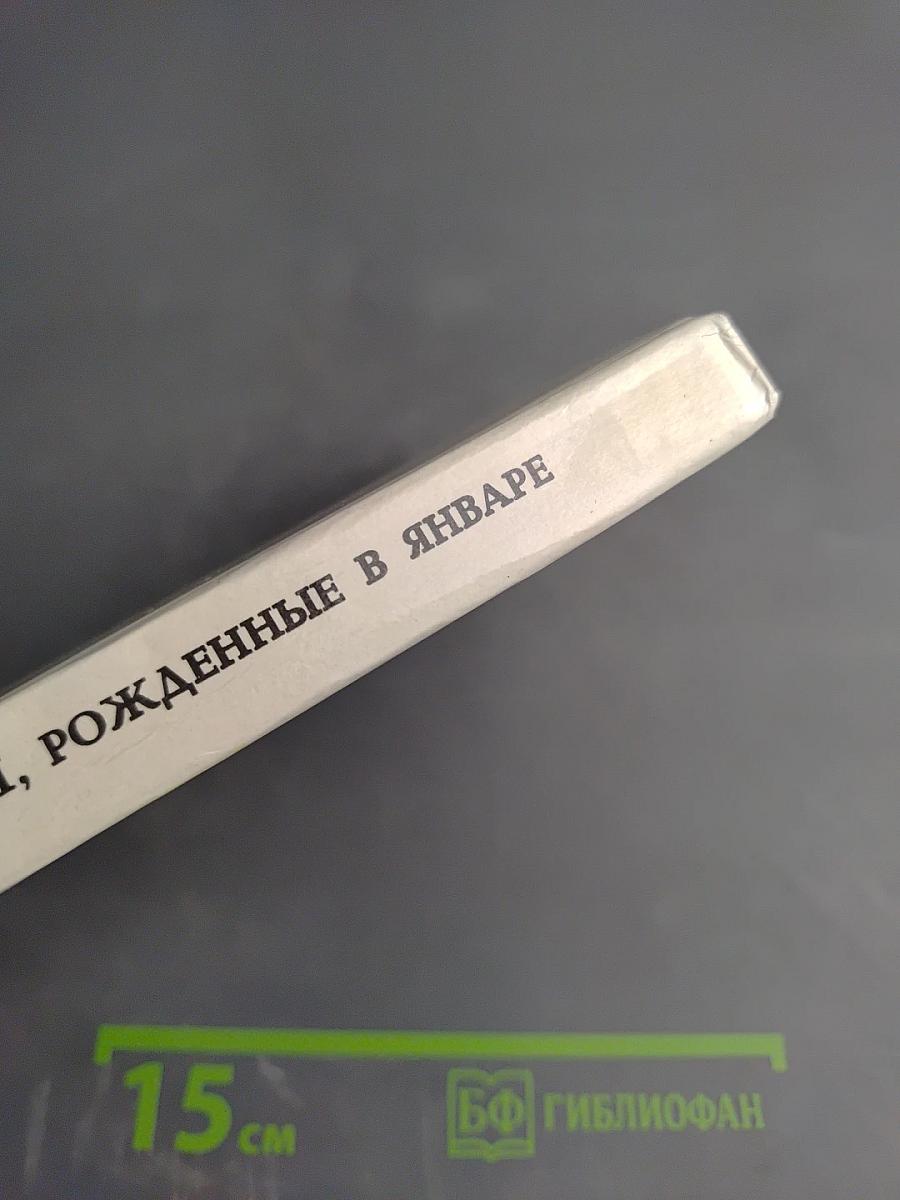 , РОЖДЕННЫЕ В ЯНВАРЕ
15 см
БФ ГИБЛИОФАН